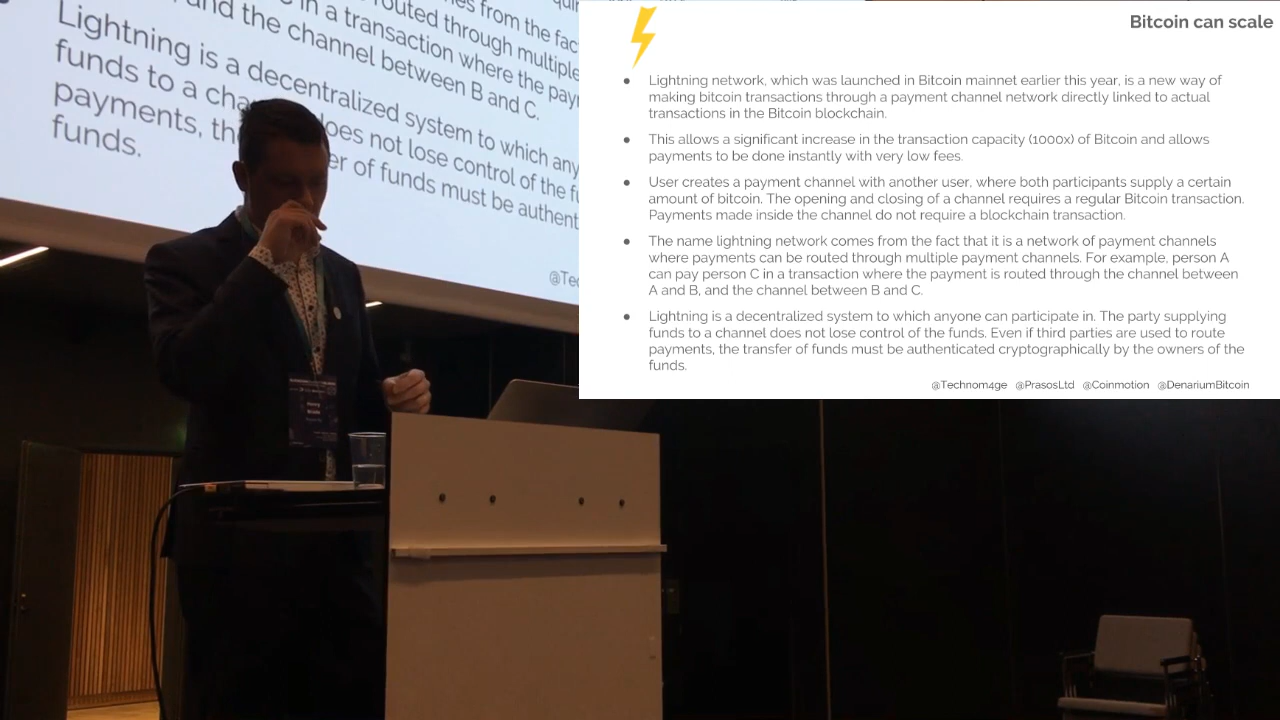 quir
es from the fac
routed through multiple
e in a transaction where the payr
and the channel between B and C.
Lightning is a decentralized system to which any
funds to a cha does not lose control of the fu
payments, the er of funds must be authent
funds.
@Tec
Bitcoin can scale
Lightning network, which was launched in Bitcoin mainnet earlier this year, is a new way of
making bitcoin transactions through a payment channel network directly linked to actual
transactions in the Bitcoin blockchain.
This allows a significant increase in the transaction capacity (1000x) of Bitcoin and allows
payments to be done instantly with very low fees.
User creates a payment channel with another user, where both participants supply a certain
amount of bitcoin. The opening and closing of a channel requires a regular Bitcoin transaction.
Payments made inside the channel do not require a blockchain transaction.
The name lightning network comes from the fact that it is a network of payment channels
where payments can be routed through multiple payment channels. For example, person A
can pay person C in a transaction where the payment is routed through the channel between
A and B, and the channel between B and C.
Lightning is a decentralized system to which anyone can participate in. The party supplying
funds to a channel does not lose control of the funds. Even if third parties are used to route
payments, the transfer of funds must be authenticated cryptographically by the owners of the
funds.
@Technom4ge @PrasosLtd @Coinmotion @DenariumBitcoin